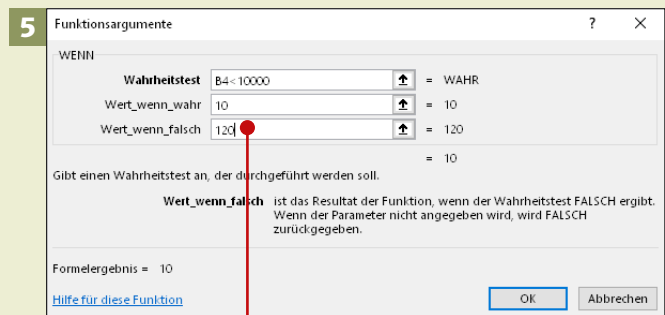 5
Funktionsargumente ? ×
WENN
Wahrheitstest B4<10000 = WAHR
Wert_wenn_wahr 10 = 10
Wert_wenn_falsch 120 = 120
= 10
Gibt einen Wahrheitstest an, der durchgeführt werden soll.
Wert_wenn_falsch ist das Resultat der Funktion, wenn der Wahrheitstest FALSCH ergibt.
Wenn der Parameter nicht angegeben wird, wird FALSCH
zurückgegeben.
Formelergebnis = 10
Hilfe für diese Funktion OK Abbrechen